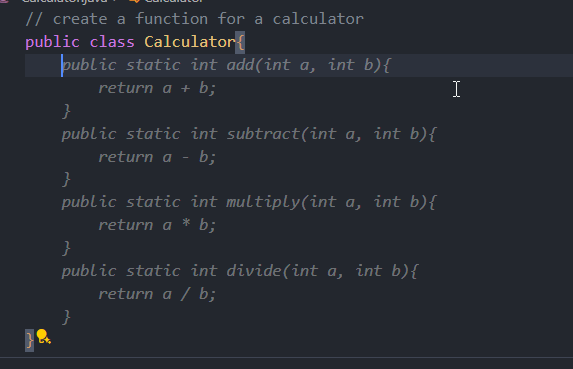 // create a function for a calculator
public class Calculator{
    public static int add(int a, int b){
        return a + b;
    }
    public static int subtract(int a, int b){
        return a - b;
    }
    public static int multiply(int a, int b){
        return a * b;
    }
    public static int divide(int a, int b){
        return a / b;
    }
}